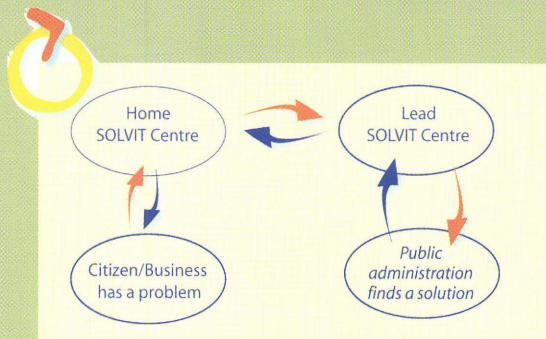 Home
SOLVIT Centre
Lead
SOLVIT Centre
Citizen/Business
has a problem
Public
administration
finds a solution